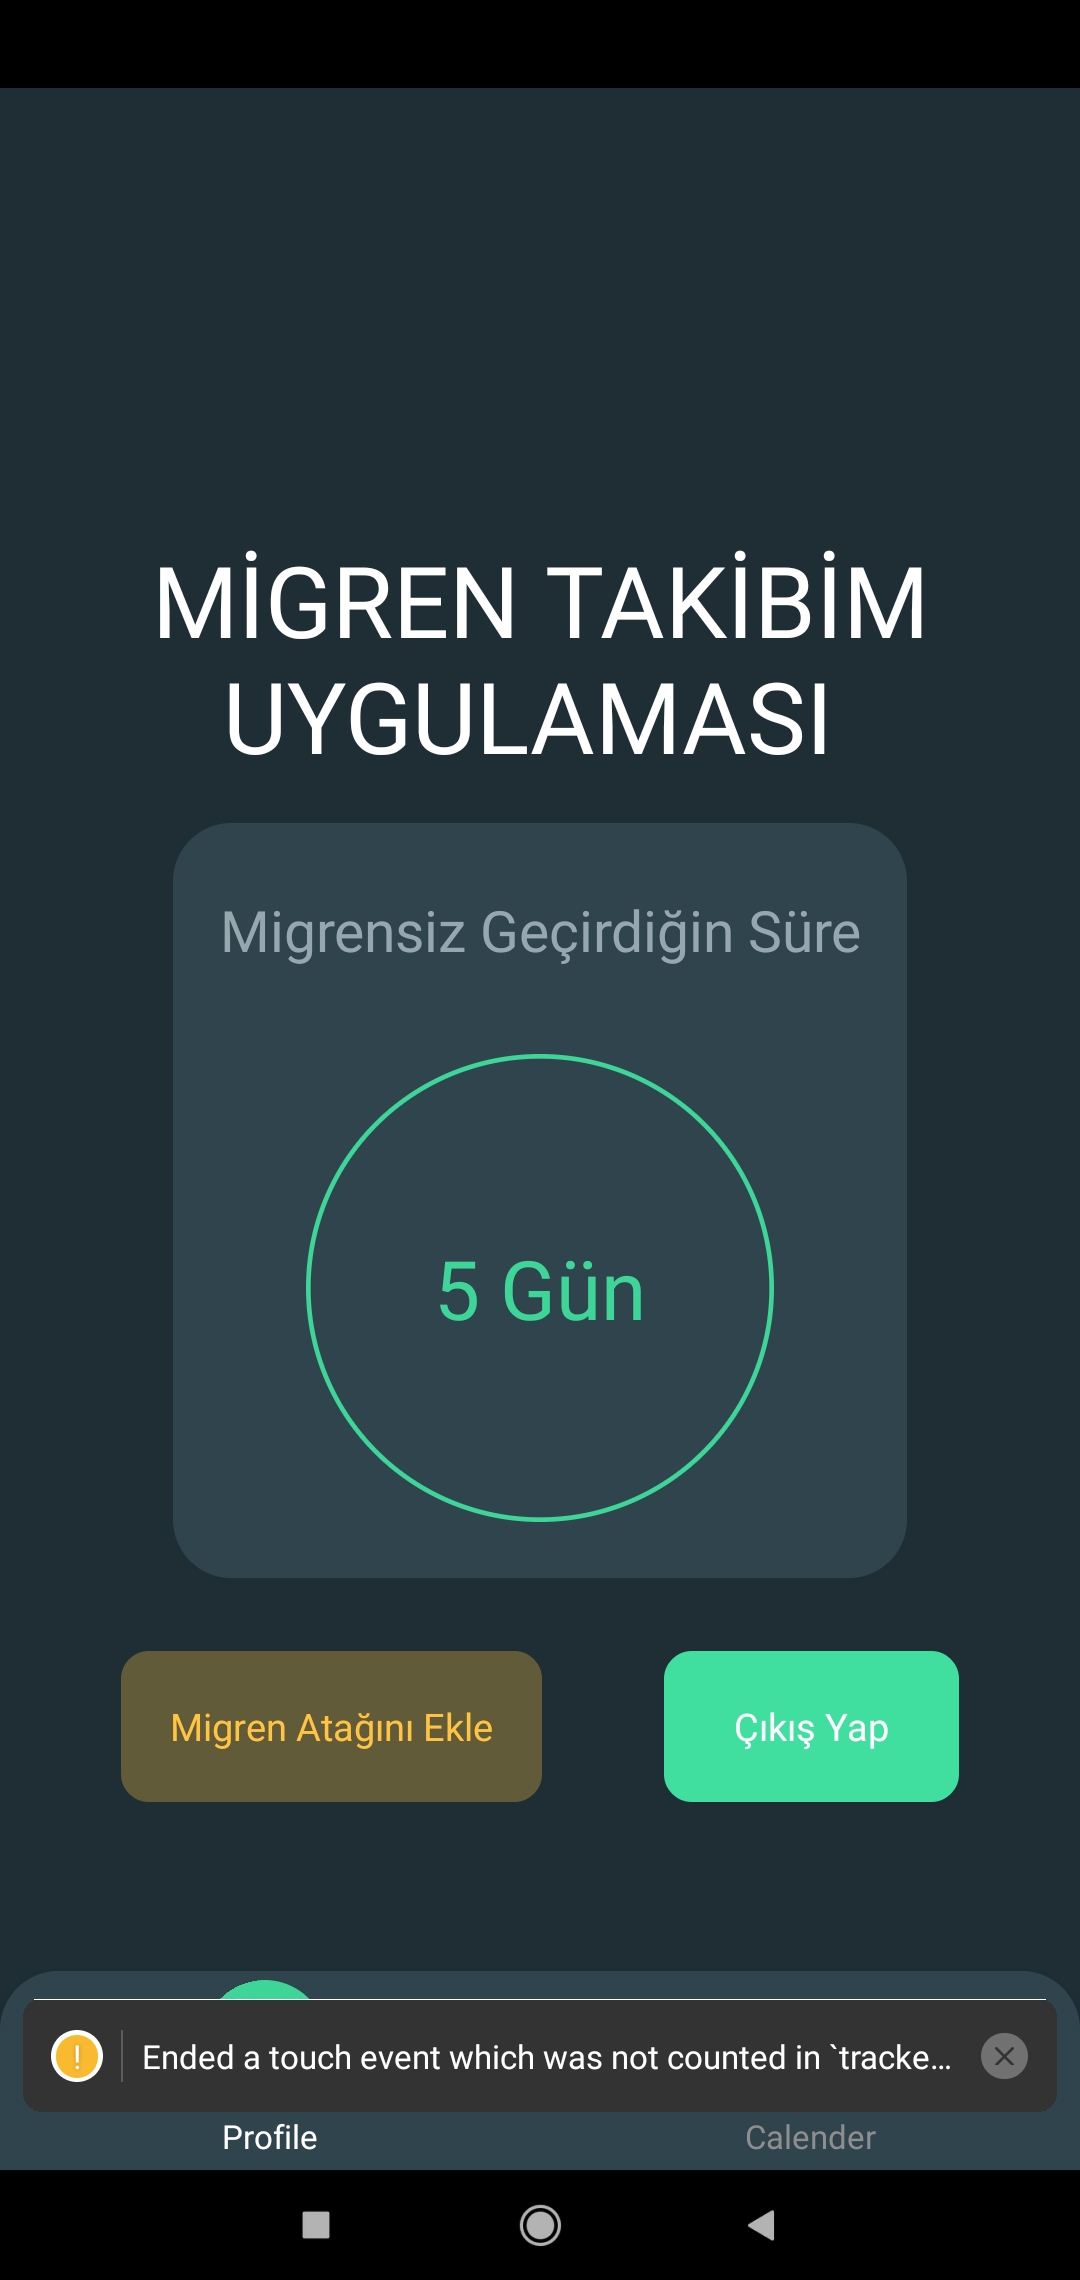 MİGREN TAKİBİM
UYGULAMASI
Migrensiz Geçirdiğin Süre
5 Gün
Migren Atağını Ekle
Çıkış Yap
! Ended a touch event which was not counted in `tracke...
Profile
Calender